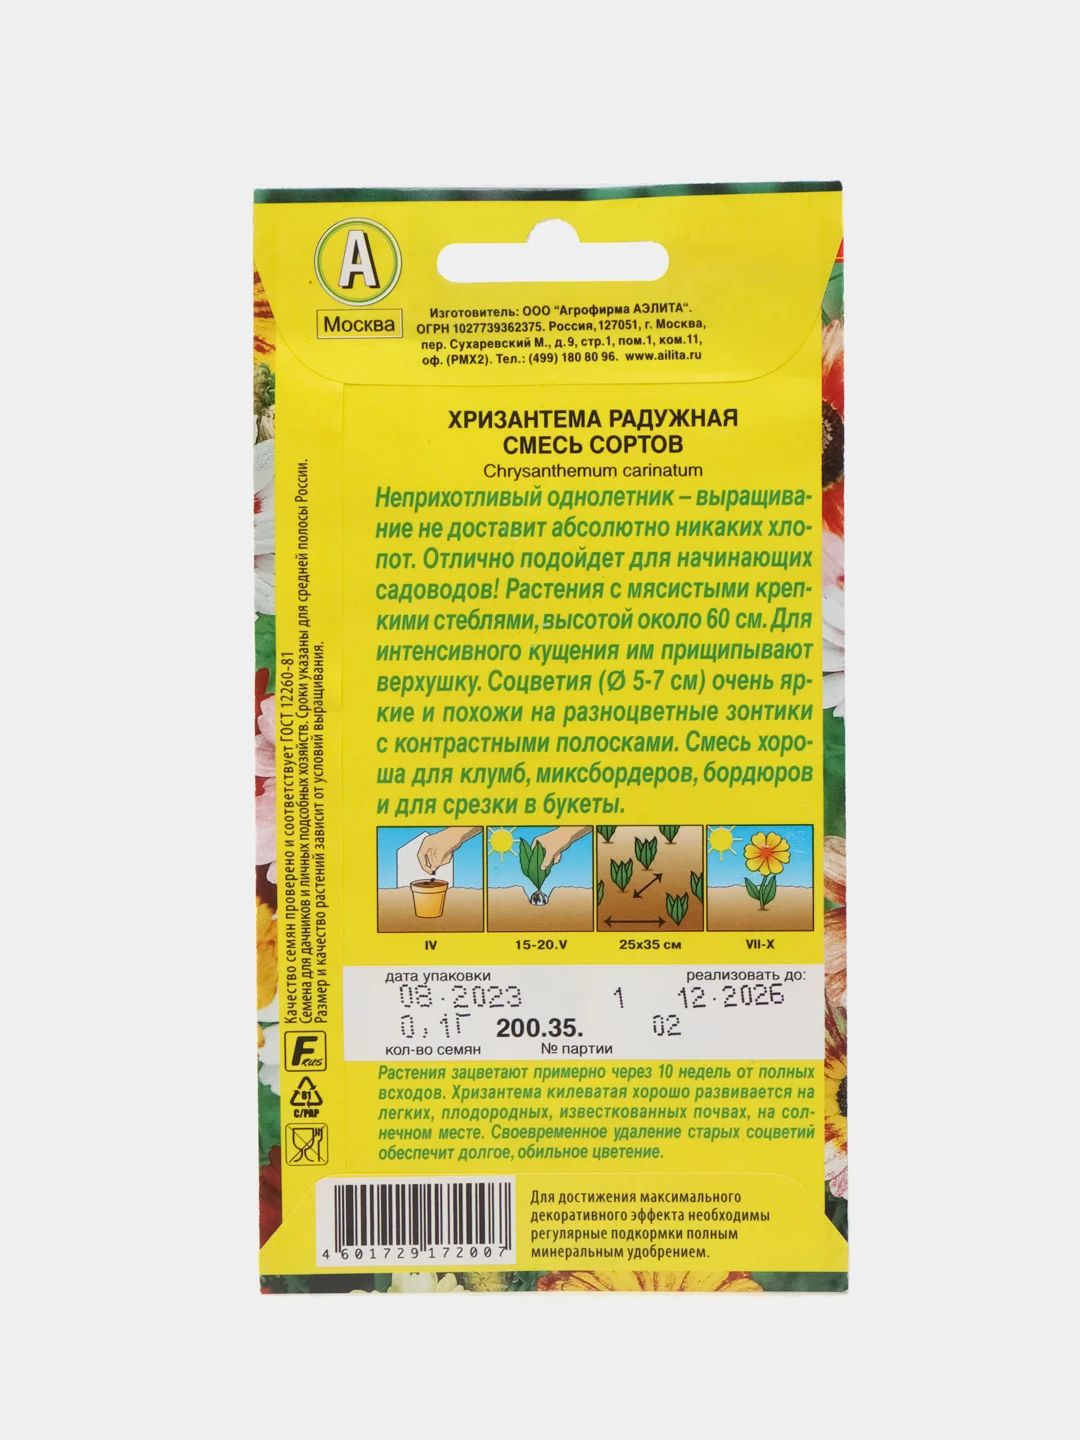 А
Москва
Изготовитель: ООО "Агрофирма АЭЛИТА".
ОГРН 1027739362375. Россия,127051, г. Москва,
пер. Сухаревский М., д.9, стр.1, пом.1, ком.11,
оф. (РМХ2). Тел.: (499) 180 80 96. www.ailita.ru
ХРИЗАНТЕМА РАДУЖНАЯ
СМЕСЬ СОРТОВ
Chrysanthemum carinatum
Неприхотливый однолетник – выращива-
ние не доставит абсолютно никаких хло-
пот. Отлично подойдет для начинающих
садоводов! Растения с мясистыми креп-
кими стеблями, высотой около 60 см. Для
интенсивного кущения им прищипывают
верхушку. Соцветия (Ø 5-7 см) очень яр-
кие и похожи на разноцветные зонтики
с контрастными полосками. Смесь хоро-
ша для клумб, миксбордеров, бордюров
и для срезки в букеты.
IV 15-20.V 25х35 см VII-X
дата упаковки реализовать до:
08.2023 1 12.2026
0,1Г 200.35. 02
кол-во семян № партии
Растения зацветают примерно через 10 недель от полных
всходов. Хризантема килеватая хорошо развивается на
легких, плодородных, известкованных почвах, на сол-
нечном месте. Своевременное удаление старых соцветий
обеспечит долгое, обильное цветение.
Для достижения максимального
декоративного эффекта необходимы
регулярные подкормки полным
минеральным удобрением.
4 601729 172007
Качество семян проверено и соответствует ГОСТ 12260-81
Семена для дачников и личных подсобных хозяйств. Сроки указаны для средней полосы России.
Размер и качество растений зависит от условий выращивания.
F RUS
81
C/PAP